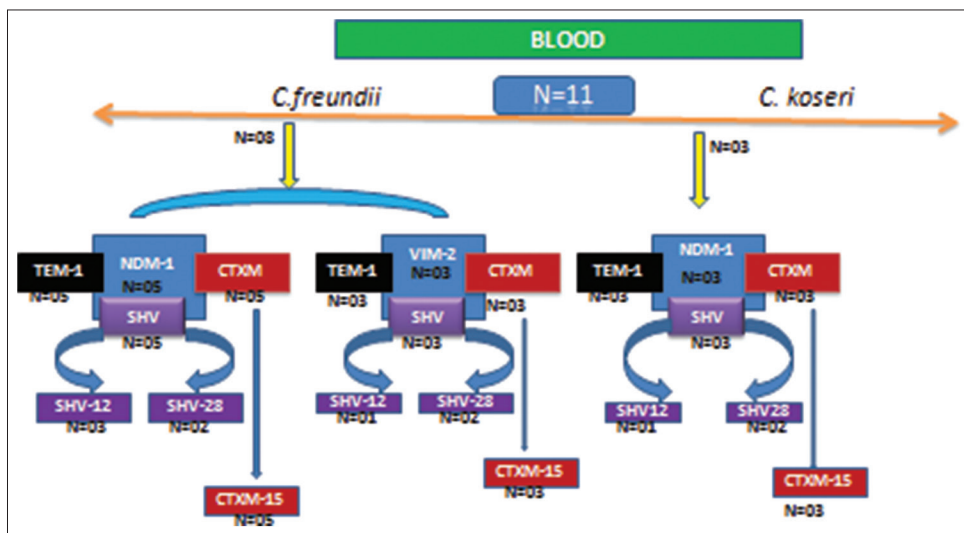 BLOOD
C.freundii N=11 C. koseri
N=08 N=03
TEM-1 NDM-1 CTXM TEM-1 VIM-2 CTXM TEM-1 NDM-1 CTXM
N=05 N=05 N=05 N=03 N=03 N=03 N=03 N=03 N=03
SHV SHV SHV
N=05 N=03 N=03
SHV-12 SHV-28 SHV-12 SHV-28 SHV12 SHV28
N=03 N=02 N=01 N=02 N=01 N=02
CTXM-15 CTXM-15 CTXM-15
N=05 N=03 N=03